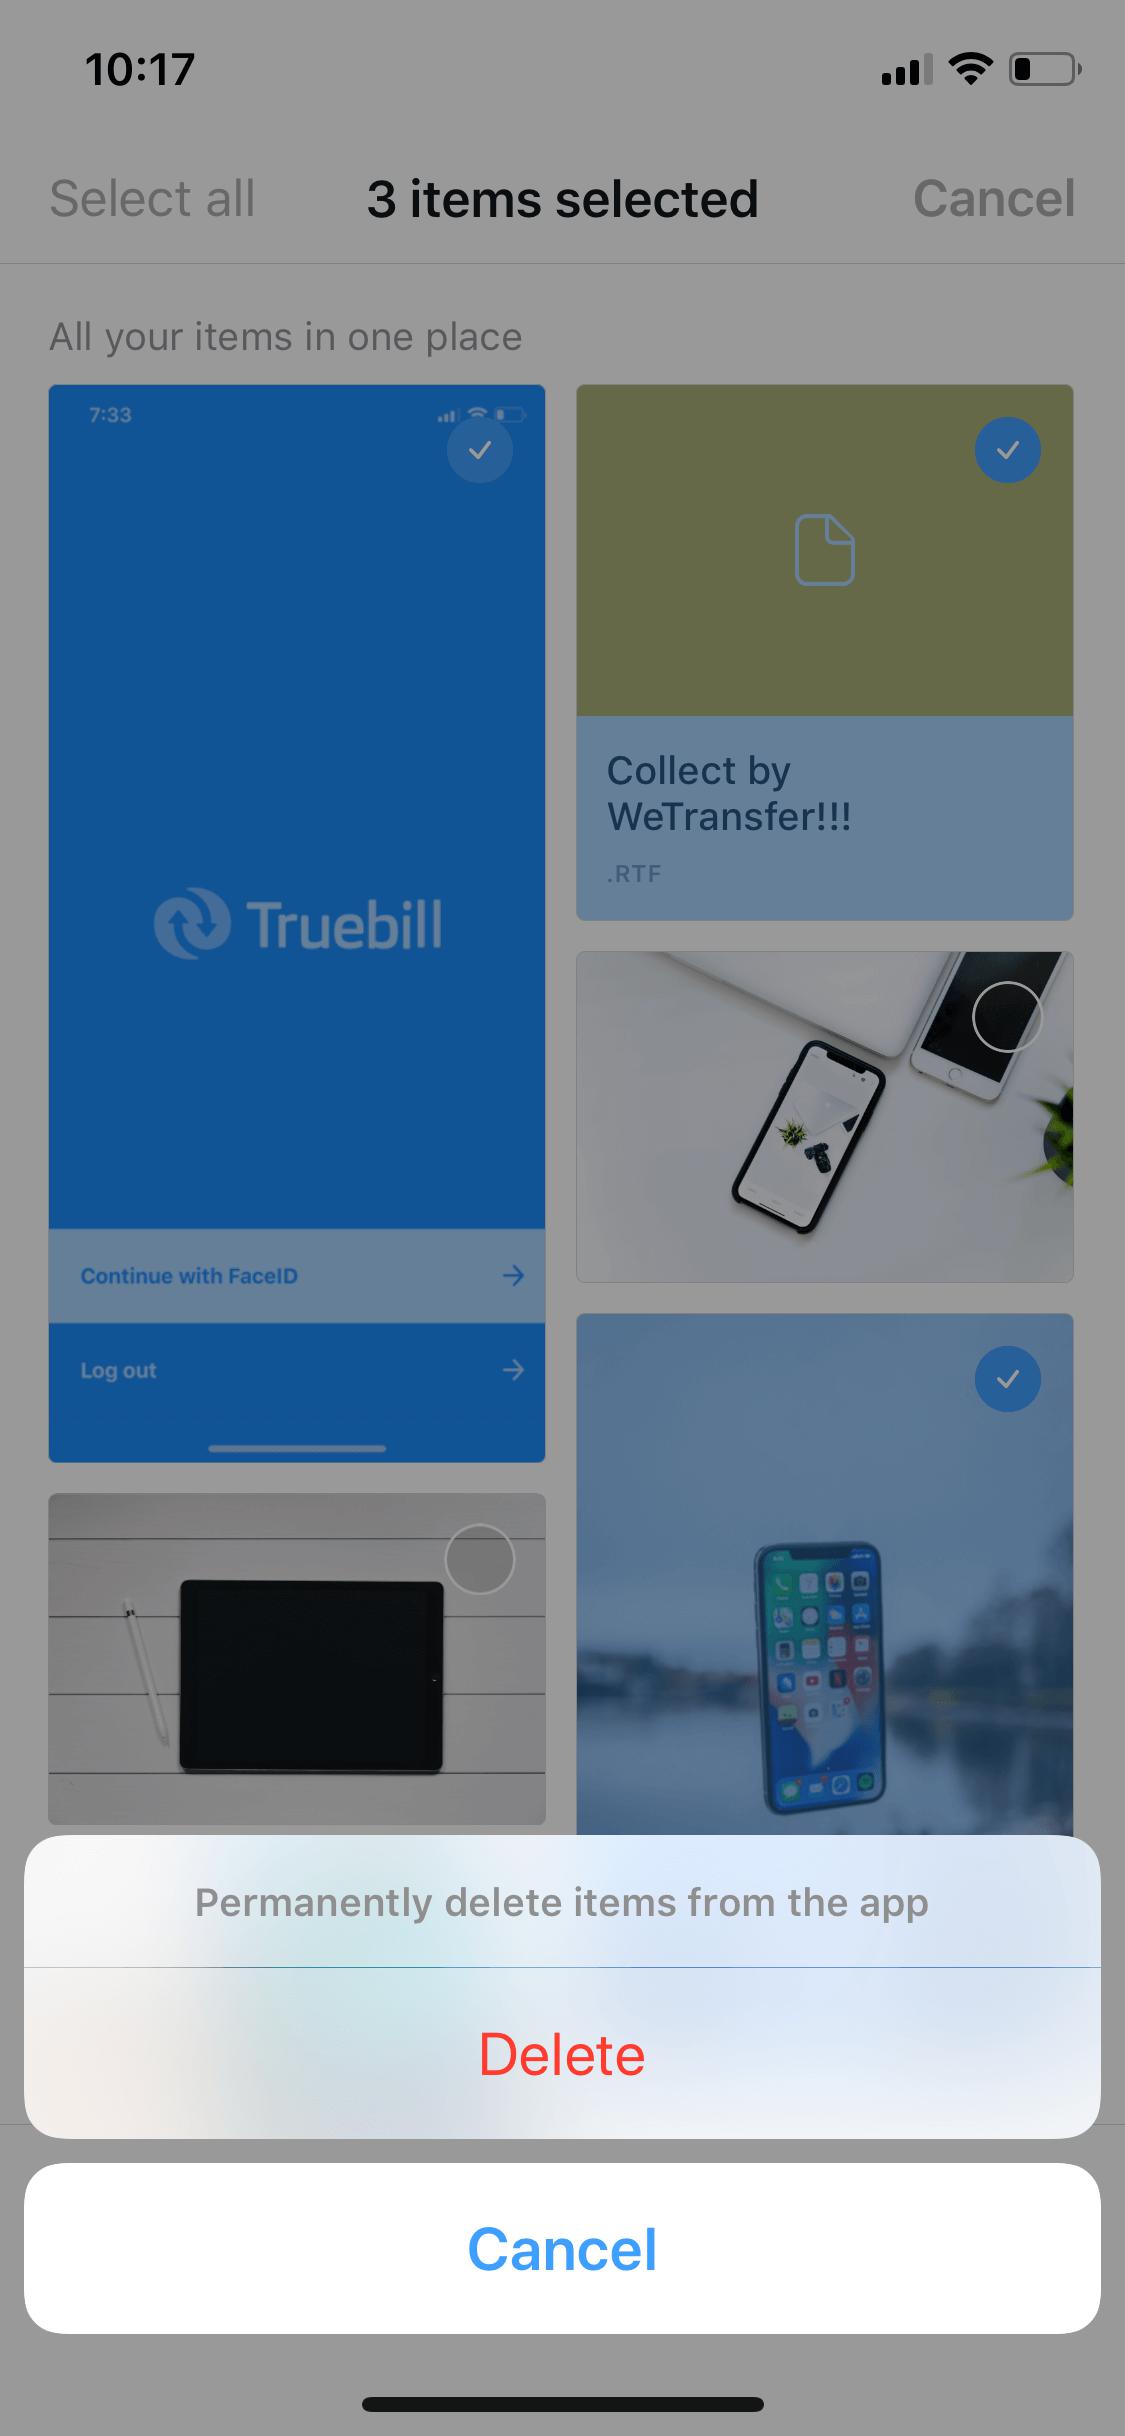 10:17
Select all
3 items selected
Cancel
All your items in one place
7:33
Truebill
Continue with FaceID
Log out
Collect by
WeTransfer!!!
.RTF
Permanently delete items from the app
Delete
Cancel